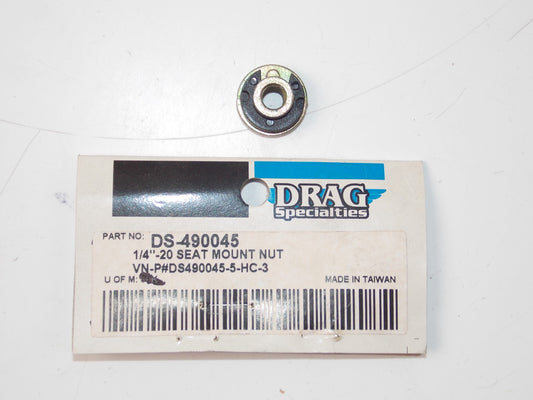 DRAG
Specialties
PART NO: DS-490045
1/4"-20 SEAT MOUNT NUT
VN-P#DS490045-5-HC-3
U OF M:
MADE IN TAIWAN